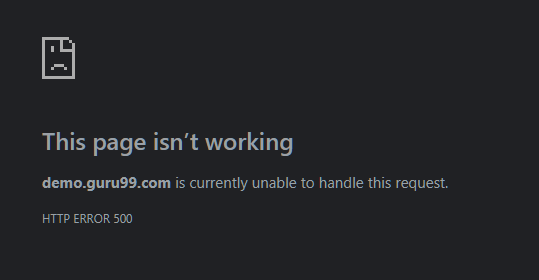 This page isn’t working
demo.guru99.com is currently unable to handle this request.
HTTP ERROR 500